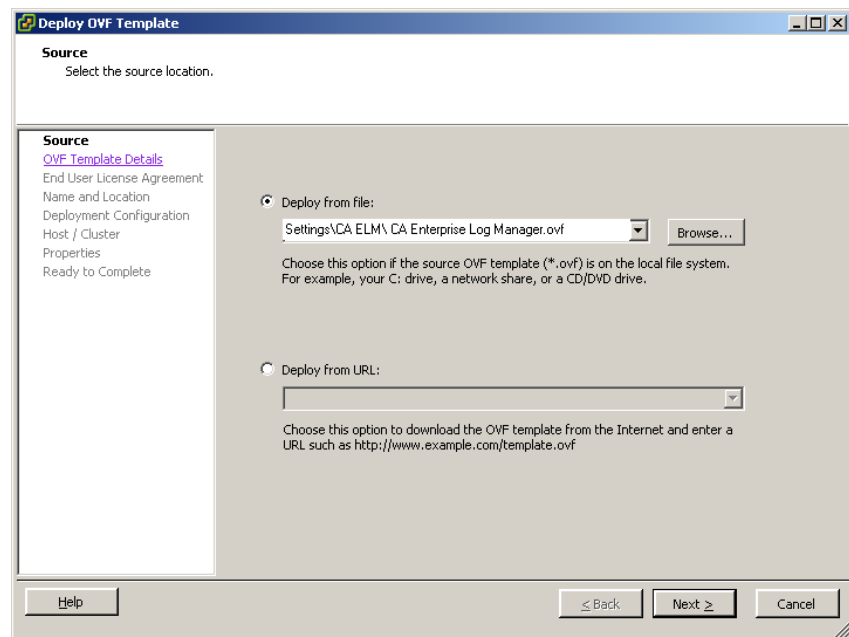 Deploy OVF Template
Source
Select the source location.
Source
OVF Template Details
End User License Agreement
Name and Location
Deployment Configuration
Host / Cluster
Properties
Ready to Complete
Deploy from file:
Settings\CA ELM\ CA Enterprise Log Manager.ovf
Browse...
Choose this option if the source OVF template (*.ovf) is on the local file system.
For example, your C: drive, a network share, or a CD/DVD drive.
Deploy from URL:
Choose this option to download the OVF template from the Internet and enter a
URL such as http://www.example.com/template.ovf
Help
≤ Back
Next ≥
Cancel